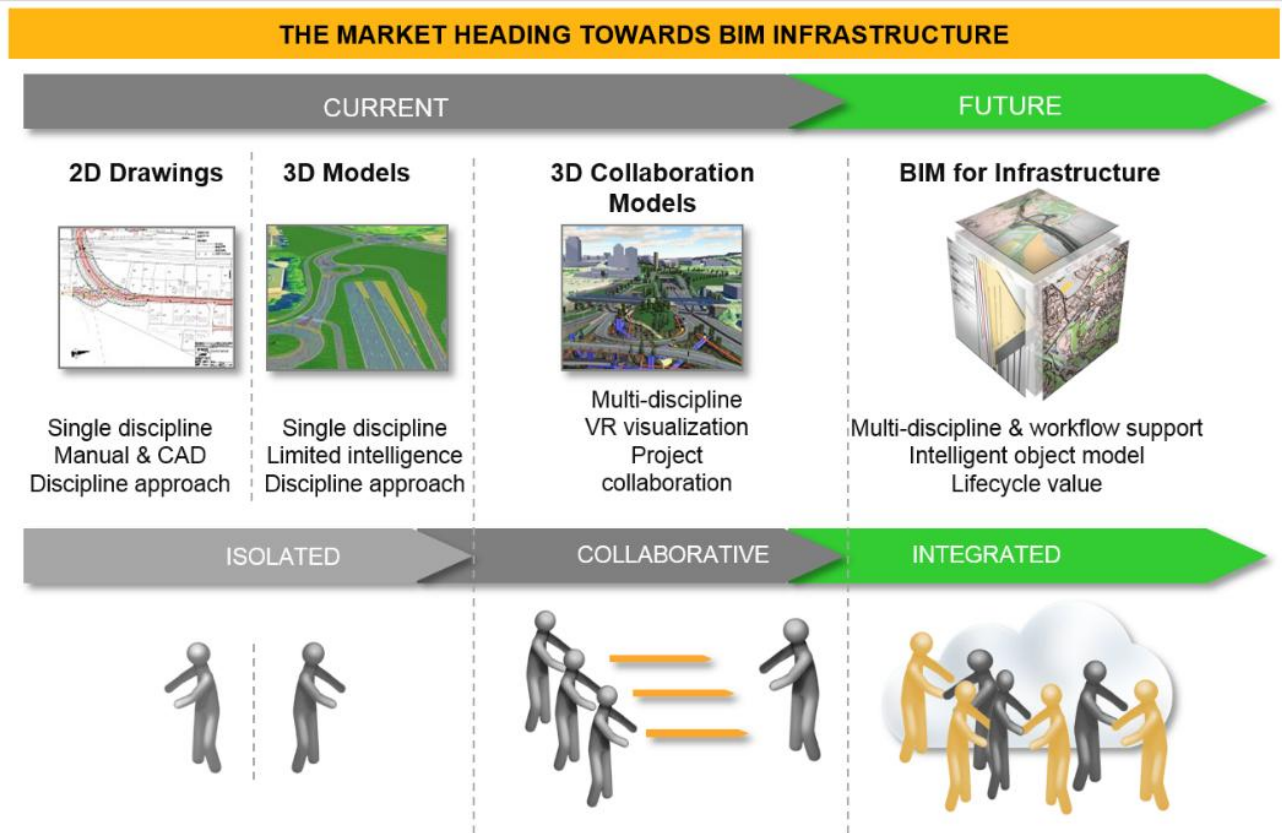 THE MARKET HEADING TOWARDS BIM INFRASTRUCTURE
CURRENT
FUTURE
2D Drawings
3D Models
3D Collaboration
Models
BIM for Infrastructure
Single discipline
Manual & CAD
Discipline approach
Single discipline
Limited intelligence
Discipline approach
Multi-discipline
VR visualization
Project
collaboration
Multi-discipline & workflow support
Intelligent object model
Lifecycle value
ISOLATED
COLLABORATIVE
INTEGRATED